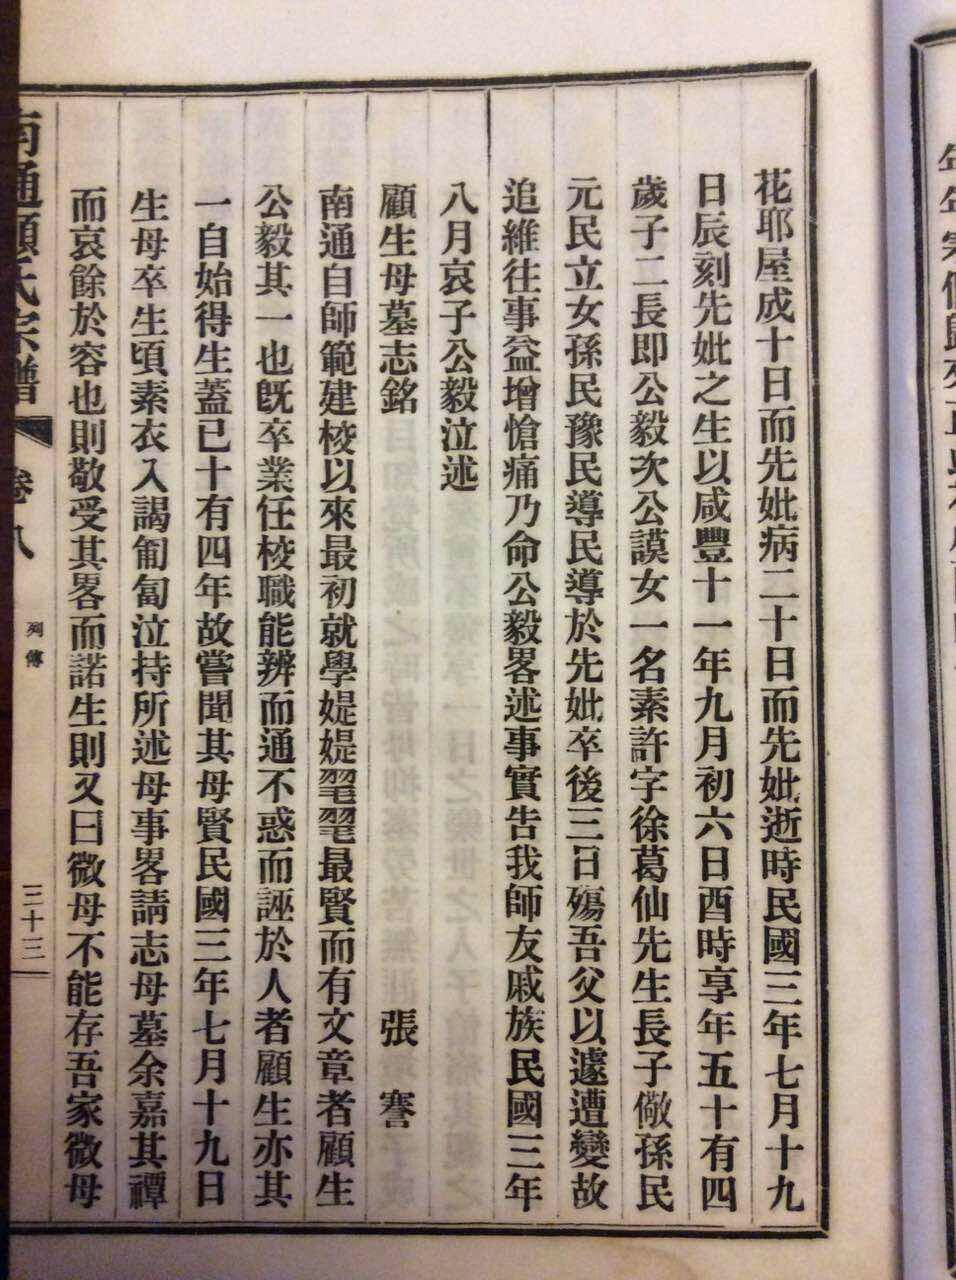 花耶屋成十日而先妣病二十日而先妣逝時民國三年七月十九
日辰刻先妣之生以咸豐十一年九月初六日酉時享年五十有四
歲子二長即公毅次公謨女一名素許字徐葛仙先生長子儆孫民
元民立女孫民豫民導民導於先妣卒後三日殤吾父以遽遭變故
追維往事益增愴痛乃命公毅畧述事實告我師友戚族民國三年
八月哀子公毅泣述
顧生母墓志銘 張謇
南通自師範建校以來最初就學媞媞毣毣最賢而有文章者顧生
公毅其一也旣卒業任校職能辨而通不惑而誣於人者顧生亦其
一自始得生蓋已十有四年故嘗聞其母賢民國三年七月十九日
生母卒生頃素衣入謁匍匐泣持所述母事畧請志母墓余嘉其禫
而哀餘於容也則敬受其畧而諾生則又曰微母不能存吾家微母
南通顧氏宗譜 卷八 列傳 三十三